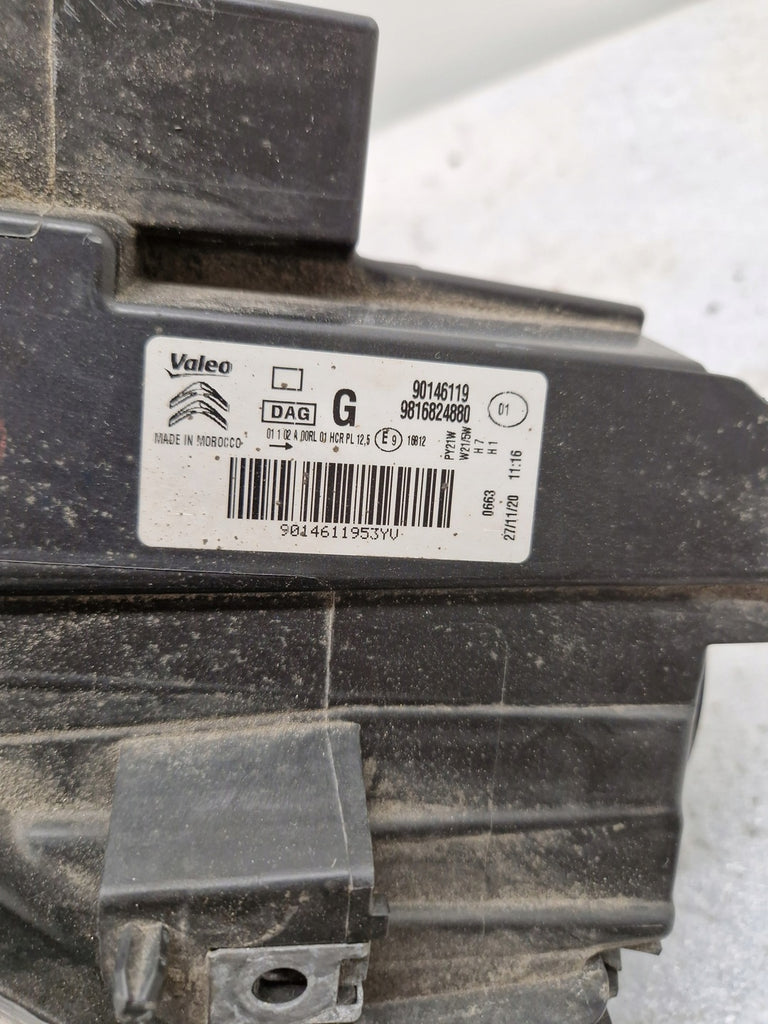 Valeo
MADE IN MOROCCO
DAG
G
90146119
9816824880
01
01 1 02 A 00RL 01 HCR PL 12,5
E9
16812
PY21W
W21/5W
H7
H1
0663
27/11/20 11:16
9014611953YV